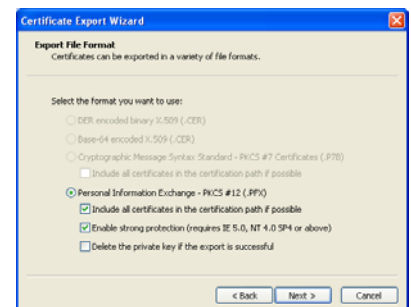 Certificate Export Wizard
Export File Format
Certificates can be exported in a variety of file formats.
Select the format you want to use:
DER encoded binary X.509 (.CER)
Base-64 encoded X.509 (.CER)
Cryptographic Message Syntax Standard - PKCS #7 Certificates (.P7B)
Include all certificates in the certification path if possible
Personal Information Exchange - PKCS #12 (.PFX)
Include all certificates in the certification path if possible
Enable strong protection (requires IE 5.0, NT 4.0 SP4 or above)
Delete the private key if the export is successful
< Back Next > Cancel